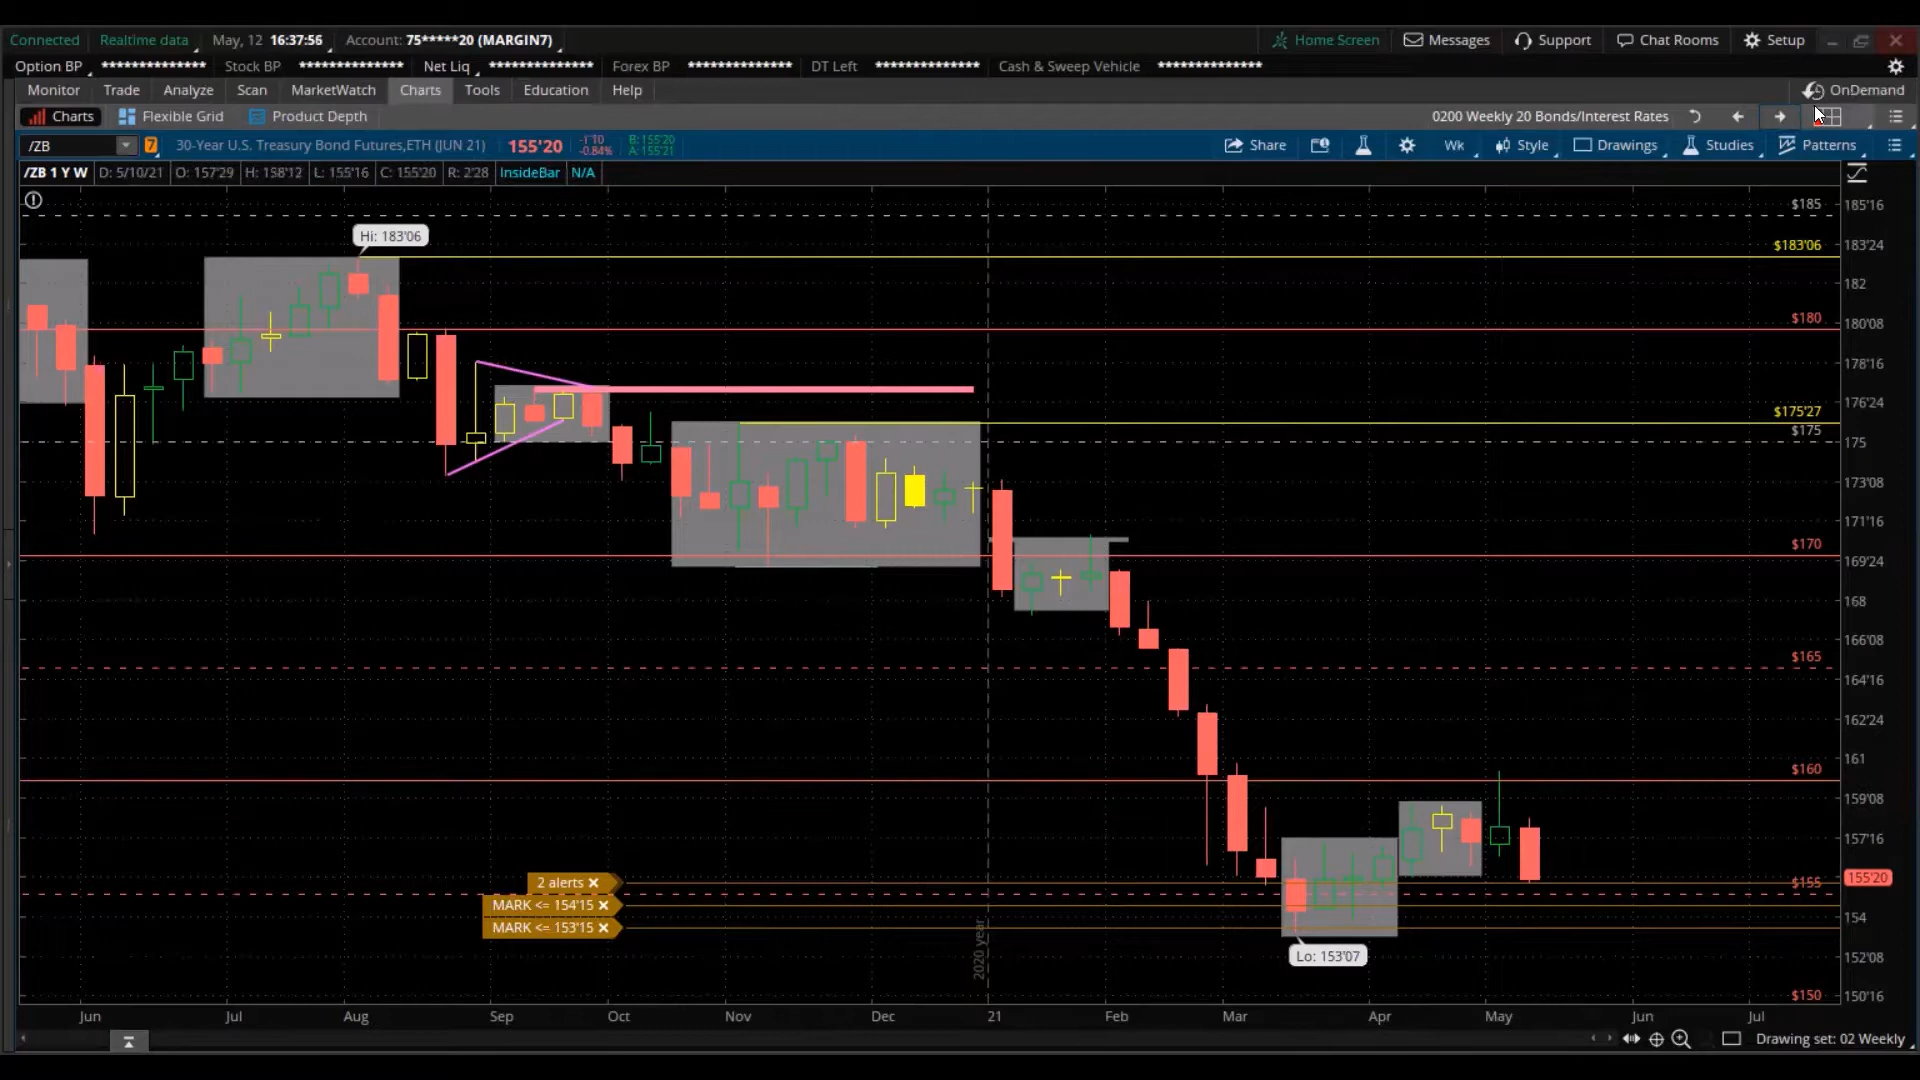 Connected Realtime data May, 12 16:37:56 Account: 75*****20 (MARGIN7) Home Screen Messages Support Chat Rooms Setup
Option BP ************** Stock BP ************** Net Liq ************** Forex BP ************** DT Left ************** Cash & Sweep Vehicle **************
Monitor Trade Analyze Scan MarketWatch Charts Tools Education Help OnDemand
Charts Flexible Grid Product Depth 0200 Weekly 20 Bonds/Interest Rates
/ZB 7 30-Year U.S. Treasury Bond Futures,ETH (JUN 21) 155'20 -1'10 -0.84% B: 155'20 A: 155'21 Share Wk Style Drawings Studies Patterns
/ZB 1 Y W D: 5/10/21 O: 157'29 H: 158'12 L: 155'16 C: 155'20 R: 2'28 InsideBar N/A
$185 185'16
Hi: 183'06
$183'06 183'24
182
$180 180'08
178'16
176'24
$175'27
$175 175
173'08
171'16
$170 169'24
168
166'08
$165
164'16
162'24
161
$160
159'08
157'16
2 alerts $155 155'20
MARK <= 154'15
154
MARK <= 153'15
Lo: 153'07
152'08
2020 year
$150 150'16
Jun Jul Aug Sep Oct Nov Dec 21 Feb Mar Apr May Jun Jul
Drawing set: 02 Weekly